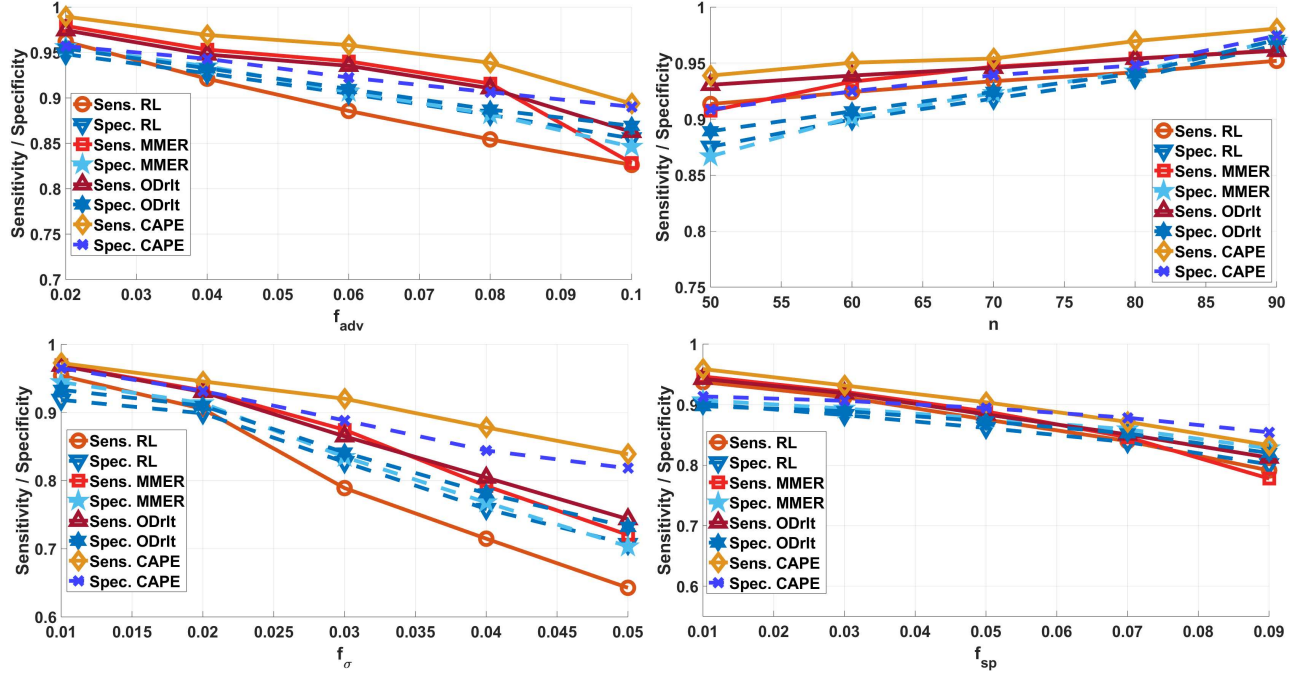 Sensitivity / Specificity
1
0.95
0.9
0.85
0.8
0.75
0.7
Sens. RL
Spec. RL
Sens. MMER
Spec. MMER
Sens. ODrlt
Spec. ODrlt
Sens. CAPE
Spec. CAPE
0.02 0.03 0.04 0.05 0.06 0.07 0.08 0.09 0.1
f_adv
Sensitivity / Specificity
1
0.95
0.9
0.85
0.8
0.75
Sens. RL
Spec. RL
Sens. MMER
Spec. MMER
Sens. ODrlt
Spec. ODrlt
Sens. CAPE
Spec. CAPE
50 55 60 65 70 75 80 85 90
n
Sensitivity / Specificity
1
0.9
0.8
0.7
0.6
Sens. RL
Spec. RL
Sens. MMER
Spec. MMER
Sens. ODrlt
Spec. ODrlt
Sens. CAPE
Spec. CAPE
0.01 0.015 0.02 0.025 0.03 0.035 0.04 0.045 0.05
f_σ
Sensitivity / Specificity
1
0.9
0.8
0.7
0.6
Sens. RL
Spec. RL
Sens. MMER
Spec. MMER
Sens. ODrlt
Spec. ODrlt
Sens. CAPE
Spec. CAPE
0.01 0.02 0.03 0.04 0.05 0.06 0.07 0.08 0.09
f_sp